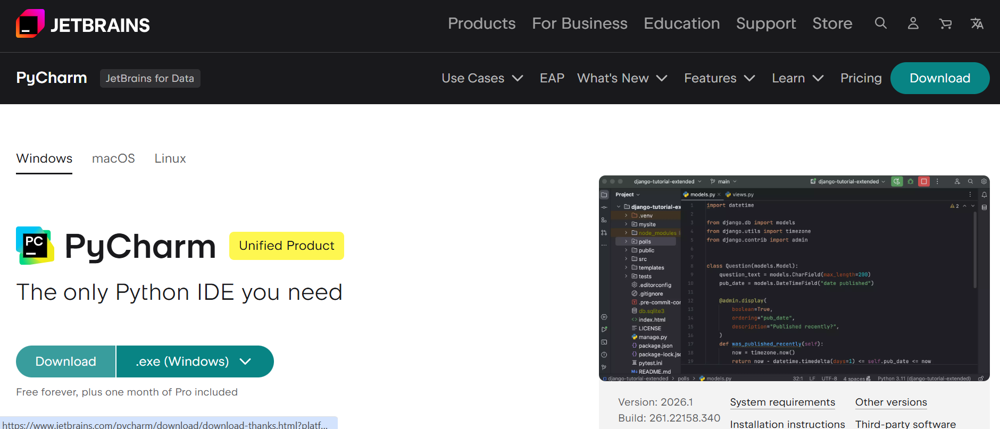 JETBRAINS
Products For Business Education Support Store
PyCharm JetBrains for Data
Use Cases EAP What's New Features Learn Pricing Download
Windows macOS Linux
PC
PyCharm Unified Product
The only Python IDE you need
Download .exe (Windows)
Free forever, plus one month of Pro included
https://www.jetbrains.com/pycharm/download/download-thanks.html?platf...
django-tutorial-extended main django-tutorial-extended
Project
models.py views.py
django-tutorial-ex
.venv
mysite
node_modules
polls
public
src
templates
tests
.editorconfig
.gitignore
.pre-commit-cor
db.sqlite3
index.html
LICENSE
manage.py
package.json
package-lock.jsc
pytest.ini
README.md
2
1 import datetime
2
3 from django.db import models
4 from django.utils import timezone
5 from django.contrib import admin
6
7
8 class Question(models.Model):
9 question_text = models.CharField(max_length=200)
10 pub_date = models.DateTimeField("date published")
11
12 @admin.display(
13 boolean=True,
14 ordering="pub_date",
15 description="Published recently?",
16 )
17 def was_published_recently(self):
18 now = timezone.now()
19 return now - datetime.timedelta(days=1) <= self.pub_date <= now
django-tutorial-extended > polls > models.py 32:1 LF UTF-8 4 spaces Python 3.11 (django-tutorial-extended)
Version: 2026.1 System requirements Other versions
Build: 261.22158.340 Installation instructions Third-party software